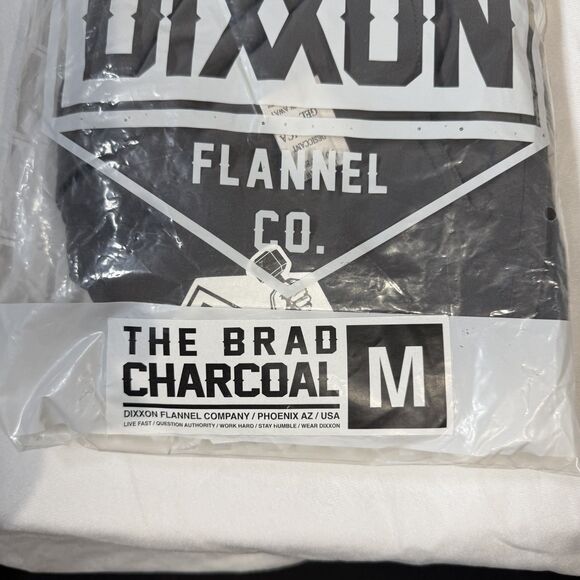 DIXXON
FLANNEL
CO.
THE BRAD
CHARCOAL
M
DIXXON FLANNEL COMPANY / PHOENIX AZ / USA
LIVE FAST / QUESTION AUTHORITY / WORK HARD / STAY HUMBLE / WEAR DIXXON